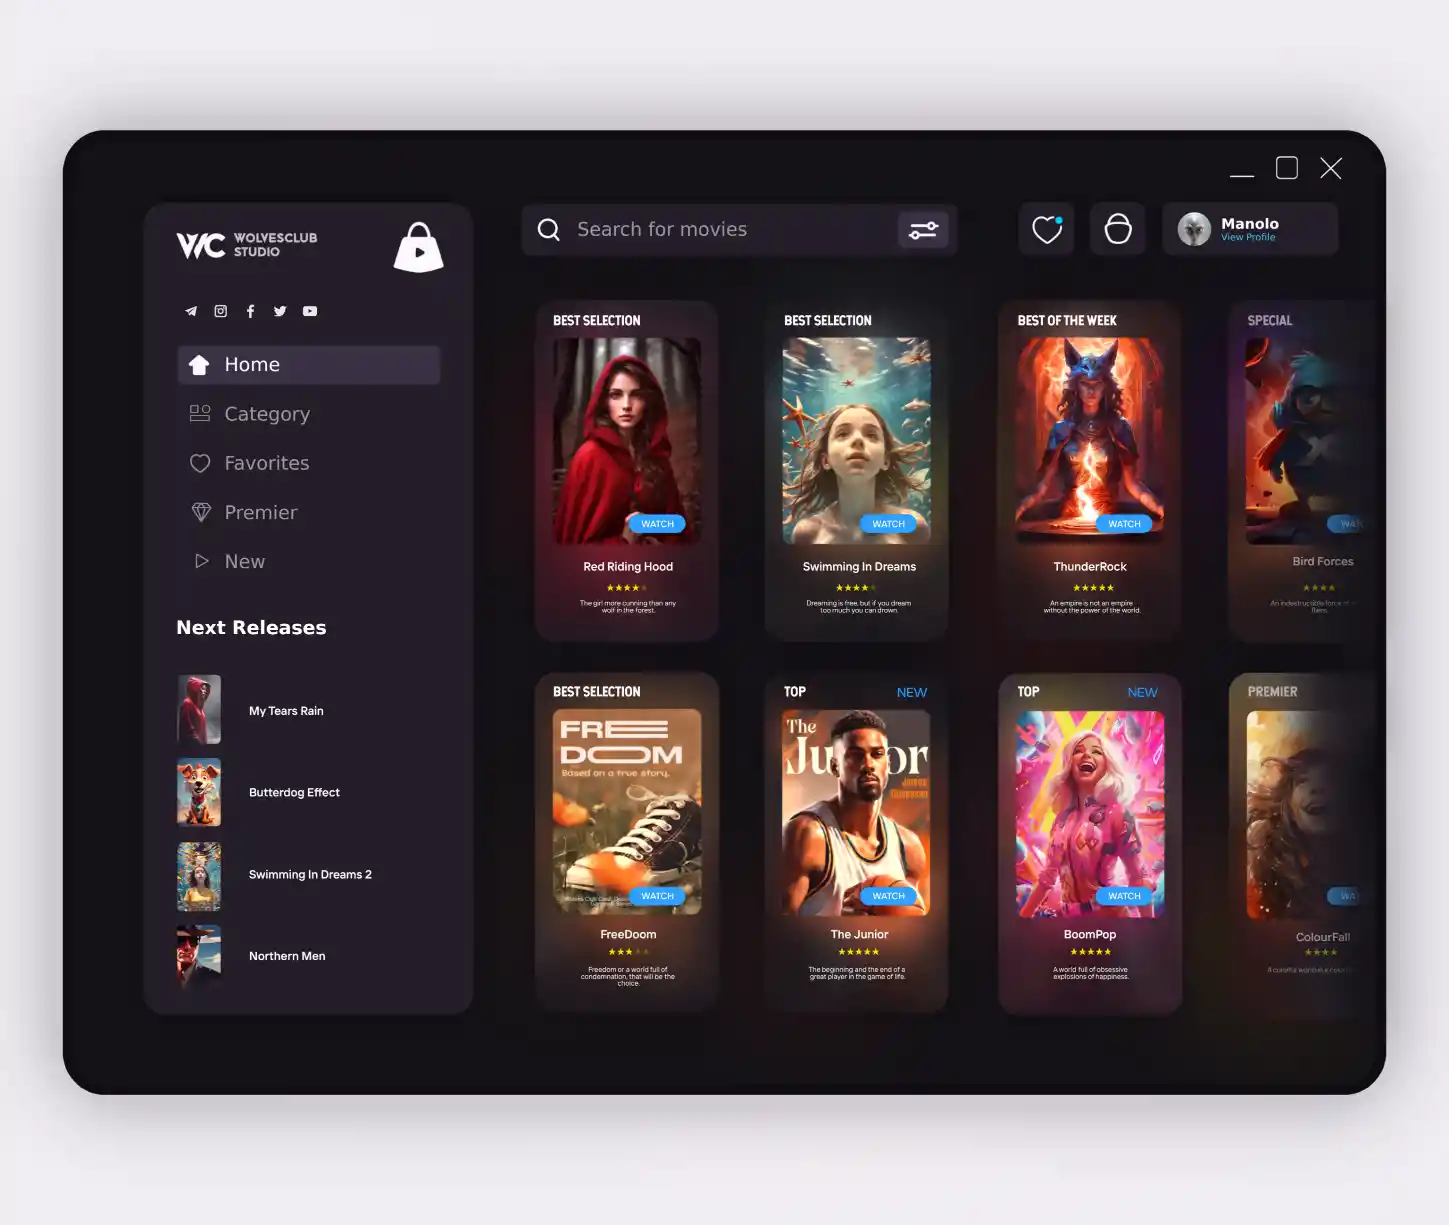 WOLVESCLUB
STUDIO
Home
Category
Favorites
Premier
New
Next Releases
My Tears Rain
Butterdog Effect
Swimming In Dreams 2
Northern Men
Search for movies
Manolo
View Profile
BEST SELECTION
WATCH
Red Riding Hood
The girl more cunning than any
wolf in the forest.
BEST SELECTION
WATCH
Swimming In Dreams
Dreaming is free, but if you dream
too much you can drown.
BEST OF THE WEEK
WATCH
ThunderRock
An empire is not an empire
without the power of the world.
SPECIAL
Bird Forces
An indestructible force
BEST SELECTION
FREE
DOM
Based on a true story.
WATCH
FreeDoom
Freedom or a world full of
condemnation, that will be the
choice.
TOP NEW
The
Junior
WATCH
The Junior
The beginning and the end of a
great player in the game of life.
TOP NEW
WATCH
BoomPop
A world full of obsessive
explosions of happiness.
PREMIER
ColourFall
A colorful